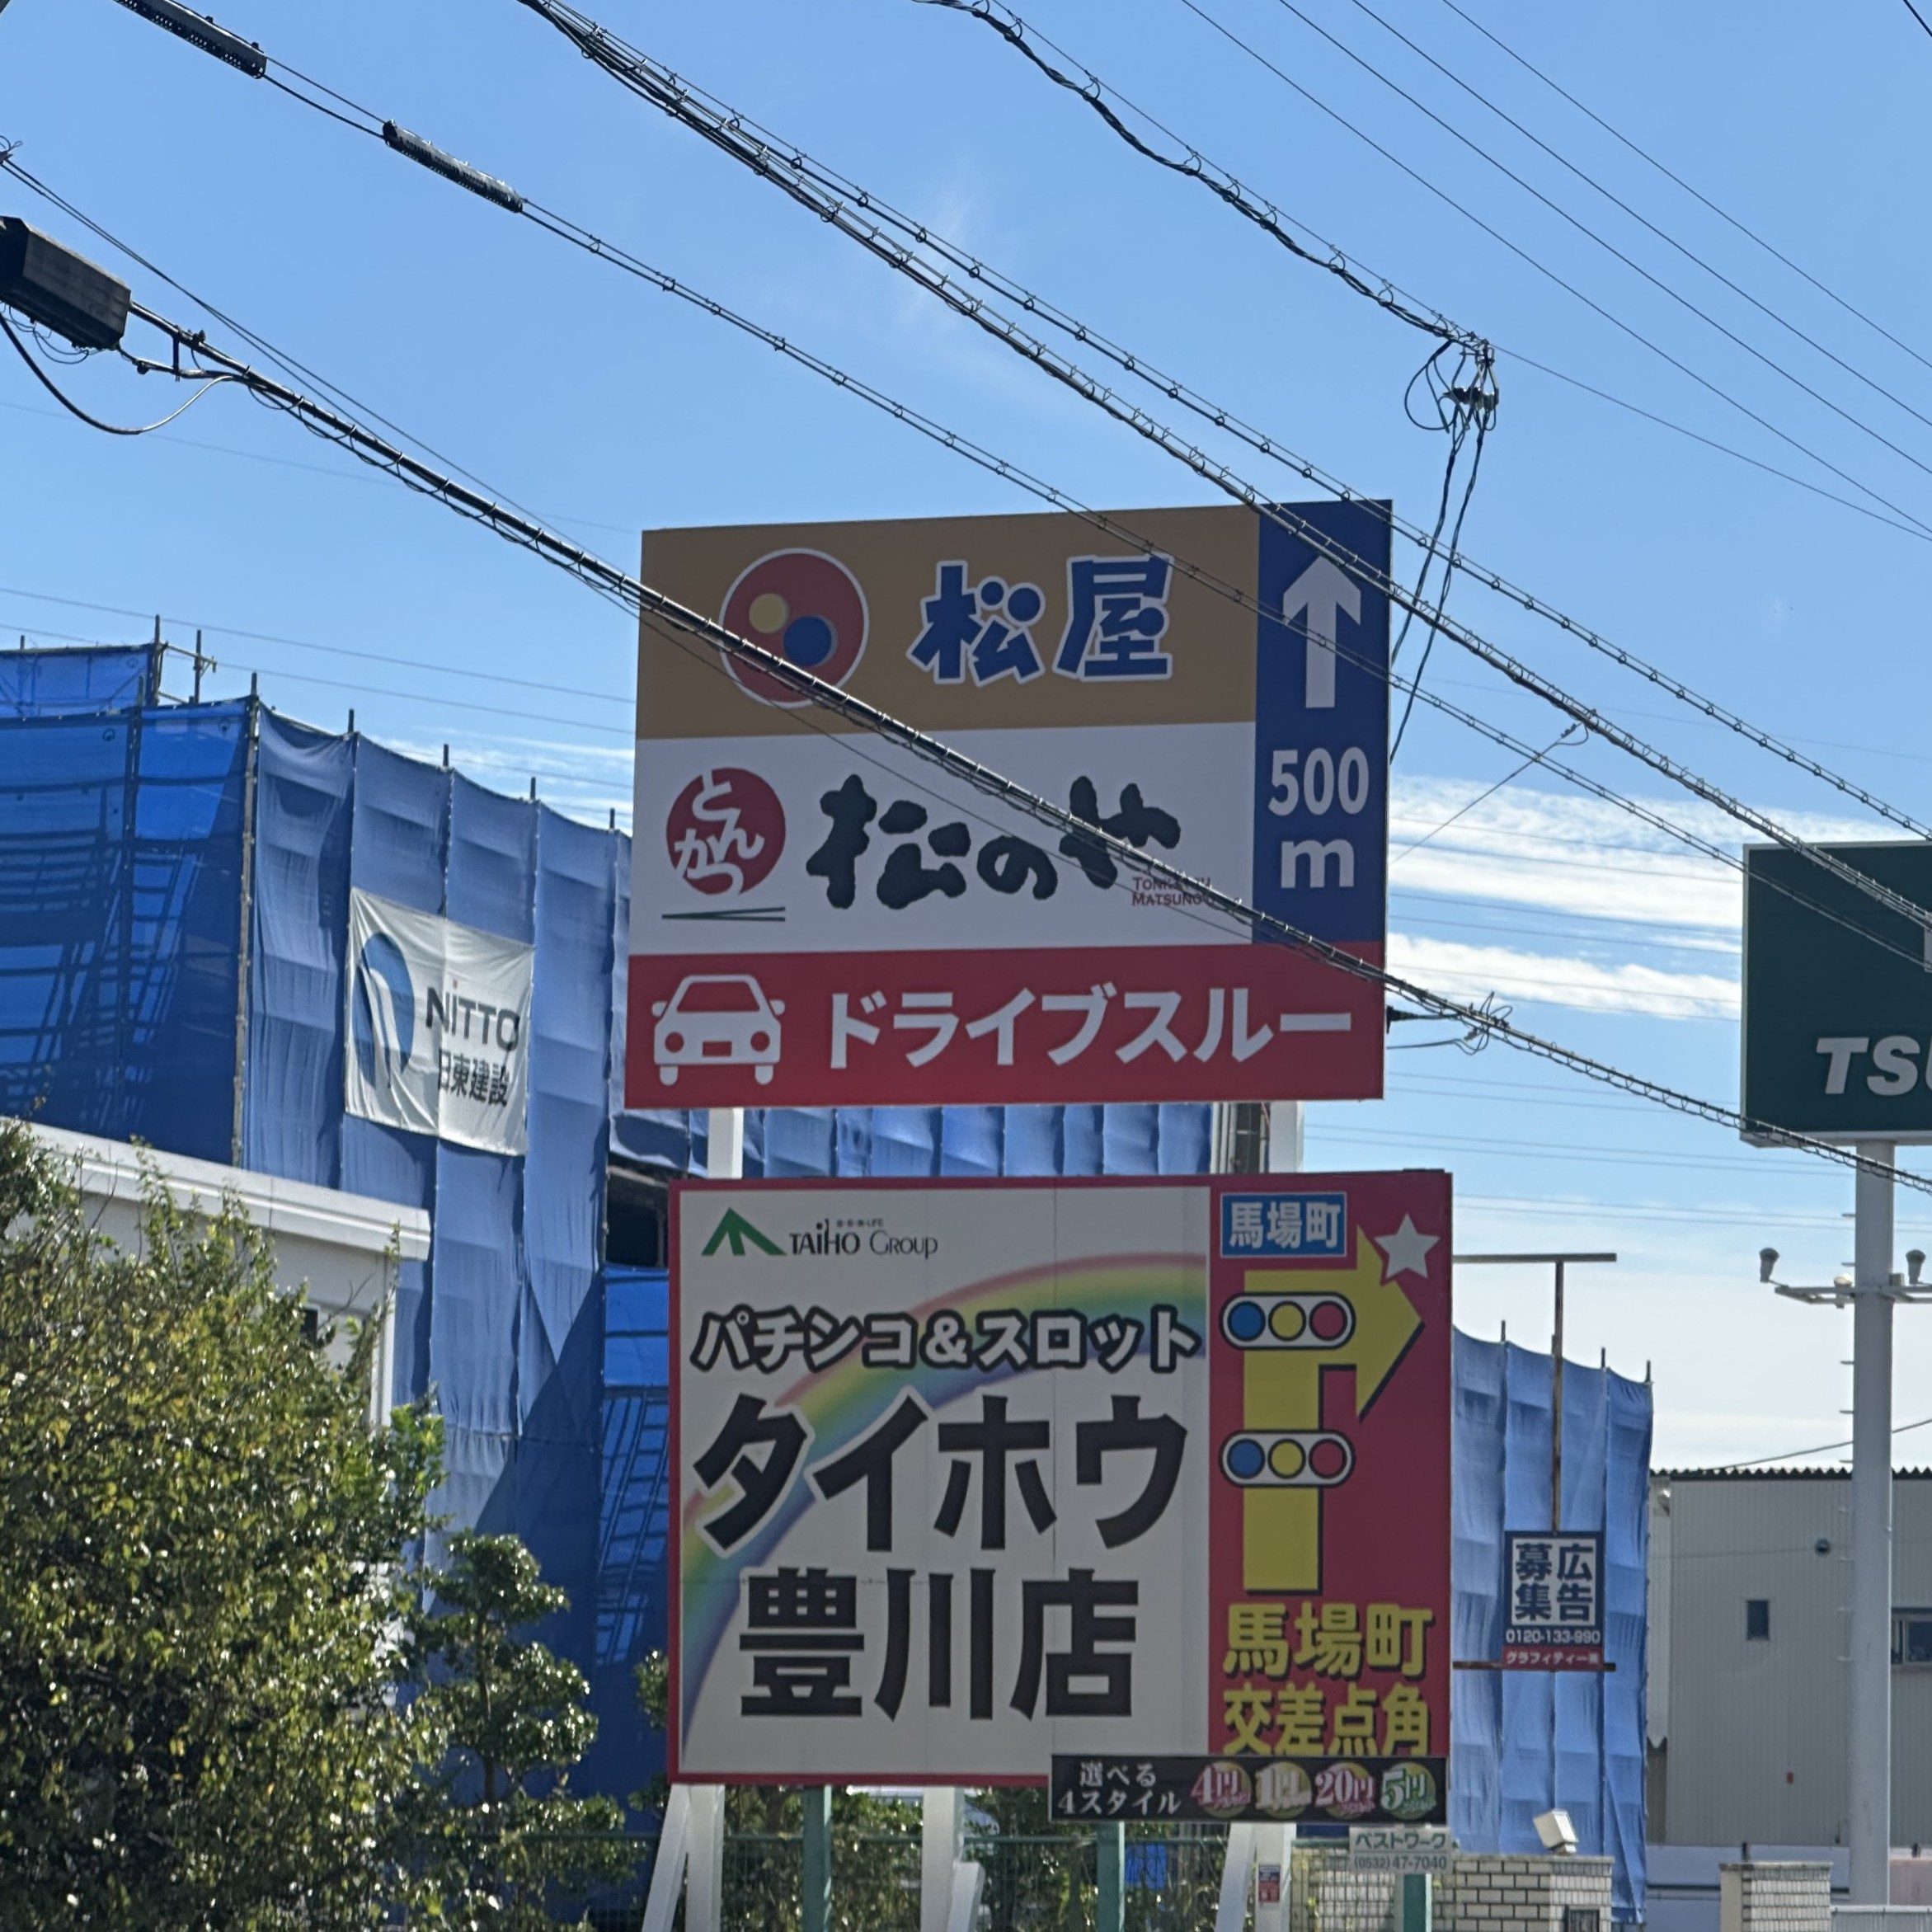 松屋
500
m
とんかつ
松のや
TONKATSU
MATSUNOYA
ドライブスルー
NITTO
日東建設
TSU
TAIHO GROUP
馬場町
パチンコ&スロット
タイホウ
豊川店
馬場町
交差点角
選べる
4スタイル
4円 1円 20円 5円
広告
募集
0120-133-990
グラフィティー㈱
ベストワーク
(0532)47-7040